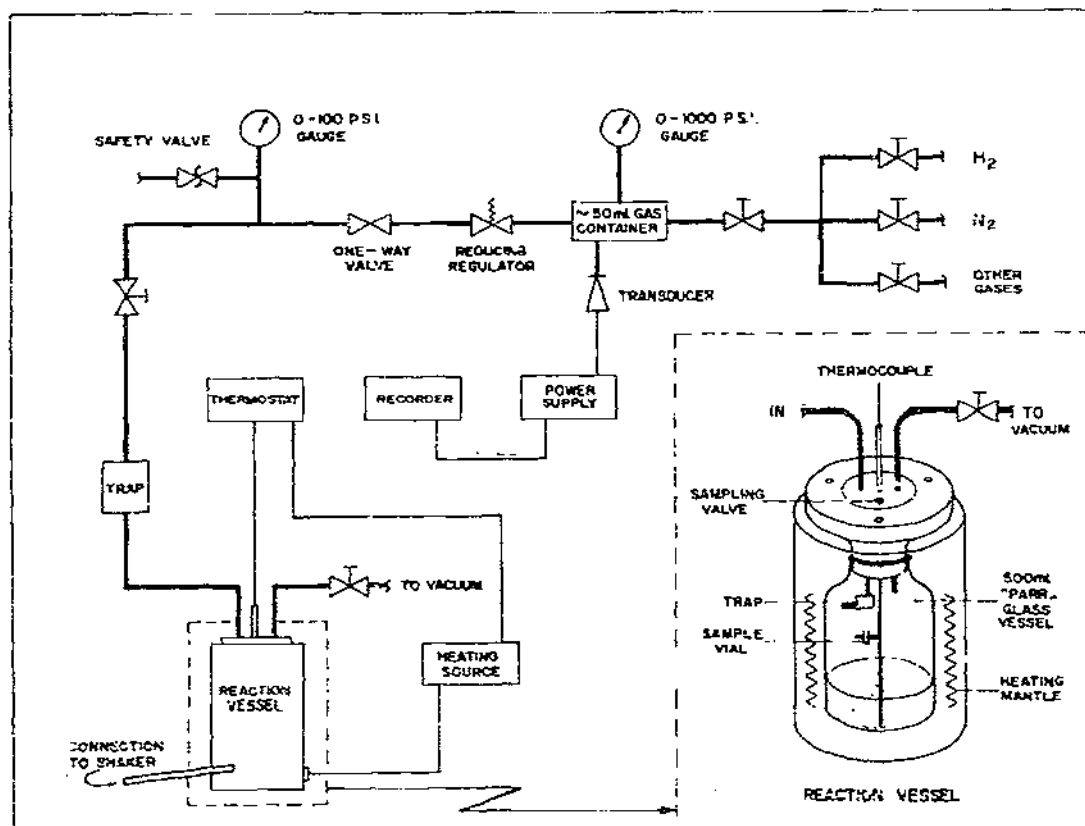 0-100 P.S.I.
GAUGE
0-1000 P.S.I.
GAUGE
SAFETY VALVE
H2
~50mL GAS
CONTAINER
N2
ONE-WAY
VALVE
REDUCING
REGULATOR
OTHER
GASES
TRANSDUCER
THERMOCOUPLE
THERMOSTAT
RECORDER
POWER
SUPPLY
IN
TO
VACUUM
TRAP
SAMPLING
VALVE
TO VACUUM
TRAP
500mL
"PARR"
GLASS
VESSEL
SAMPLE
VIAL
HEATING
SOURCE
REACTION
VESSEL
HEATING
MANTLE
CONNECTION
TO SHAKER
REACTION VESSEL